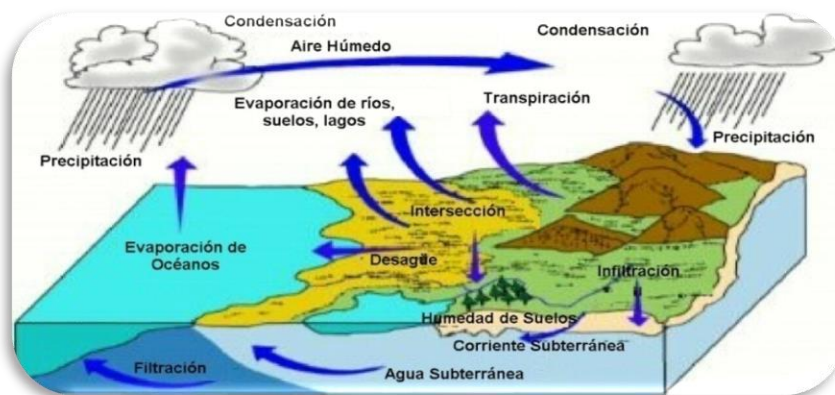 Condensación
Aire Húmedo
Condensación
Evaporación de ríos,
suelos, lagos
Transpiración
Precipitación
Precipitación
Intersección
Evaporación de
Océanos
Desagüe
Infiltración
Humedad de Suelos
Corriente Subterránea
Filtración
Agua Subterránea